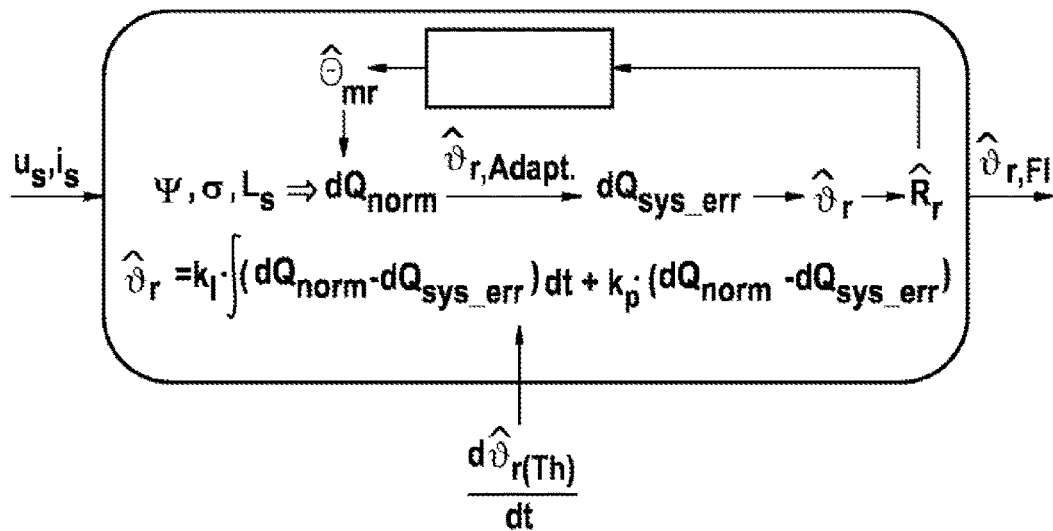 Θ̂mr
us,is
Ψ,σ,Ls ⇒ dQnorm
ϑ̂r,Adapt.
dQsys_err
ϑ̂r
R̂r
ϑ̂r,Fl
ϑ̂r =kI·∫(dQnorm-dQsys_err)dt + kp·(dQnorm -dQsys_err)
dϑ̂r(Th)
dt